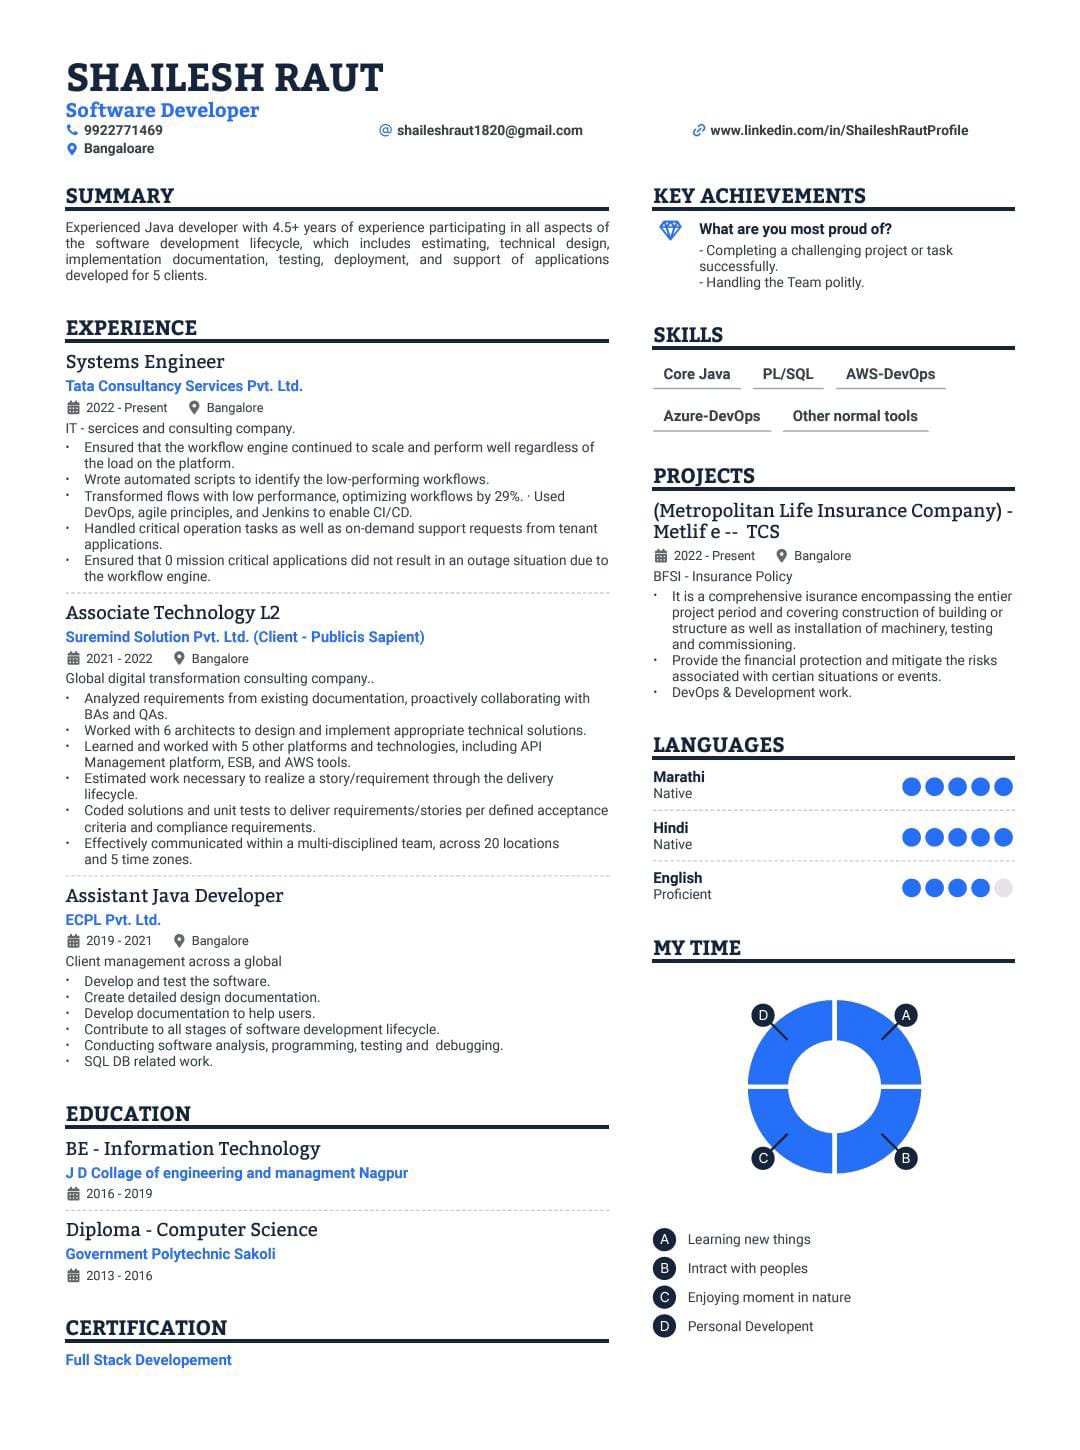 SHAILESH RAUT
Software Developer
9922771469
@ shaileshraut1820@gmail.com
www.linkedin.com/in/ShaileshRautProfile
Bangaloare
SUMMARY
Experienced Java developer with 4.5+ years of experience participating in all aspects of
the software development lifecycle, which includes estimating, technical design,
implementation documentation, testing, deployment, and support of applications
developed for 5 clients.
EXPERIENCE
Systems Engineer
Tata Consultancy Services Pvt. Ltd.
2022 - Present Bangalore
IT - sercices and consulting company.
· Ensured that the workflow engine continued to scale and perform well regardless of
the load on the platform.
· Wrote automated scripts to identify the low-performing workflows.
· Transformed flows with low performance, optimizing workflows by 29%. · Used
DevOps, agile principles, and Jenkins to enable CI/CD.
· Handled critical operation tasks as well as on-demand support requests from tenant
applications.
· Ensured that 0 mission critical applications did not result in an outage situation due to
the workflow engine.
Associate Technology L2
Suremind Solution Pvt. Ltd. (Client - Publicis Sapient)
2021 - 2022 Bangalore
Global digital transformation consulting company..
· Analyzed requirements from existing documentation, proactively collaborating with
BAs and QAs.
· Worked with 6 architects to design and implement appropriate technical solutions.
· Learned and worked with 5 other platforms and technologies, including API
Management platform, ESB, and AWS tools.
· Estimated work necessary to realize a story/requirement through the delivery
lifecycle.
· Coded solutions and unit tests to deliver requirements/stories per defined acceptance
criteria and compliance requirements.
· Effectively communicated within a multi-disciplined team, across 20 locations
and 5 time zones.
Assistant Java Developer
ECPL Pvt. Ltd.
2019 - 2021 Bangalore
Client management across a global
· Develop and test the software.
· Create detailed design documentation.
· Develop documentation to help users.
· Contribute to all stages of software development lifecycle.
· Conducting software analysis, programming, testing and debugging.
· SQL DB related work.
EDUCATION
BE - Information Technology
J D Collage of engineering and managment Nagpur
2016 - 2019
Diploma - Computer Science
Government Polytechnic Sakoli
2013 - 2016
CERTIFICATION
Full Stack Developement
KEY ACHIEVEMENTS
What are you most proud of?
- Completing a challenging project or task
successfully.
- Handling the Team politly.
SKILLS
Core Java PL/SQL AWS-DevOps
Azure-DevOps Other normal tools
PROJECTS
(Metropolitan Life Insurance Company) -
Metlif e -- TCS
2022 - Present Bangalore
BFSI - Insurance Policy
· It is a comprehensive isurance encompassing the entier
project period and covering construction of building or
structure as well as installation of machinery, testing
and commissioning.
· Provide the financial protection and mitigate the risks
associated with certian situations or events.
· DevOps & Development work.
LANGUAGES
Marathi
Native
Hindi
Native
English
Proficient
MY TIME
D A
C B
A Learning new things
B Intract with peoples
C Enjoying moment in nature
D Personal Developent